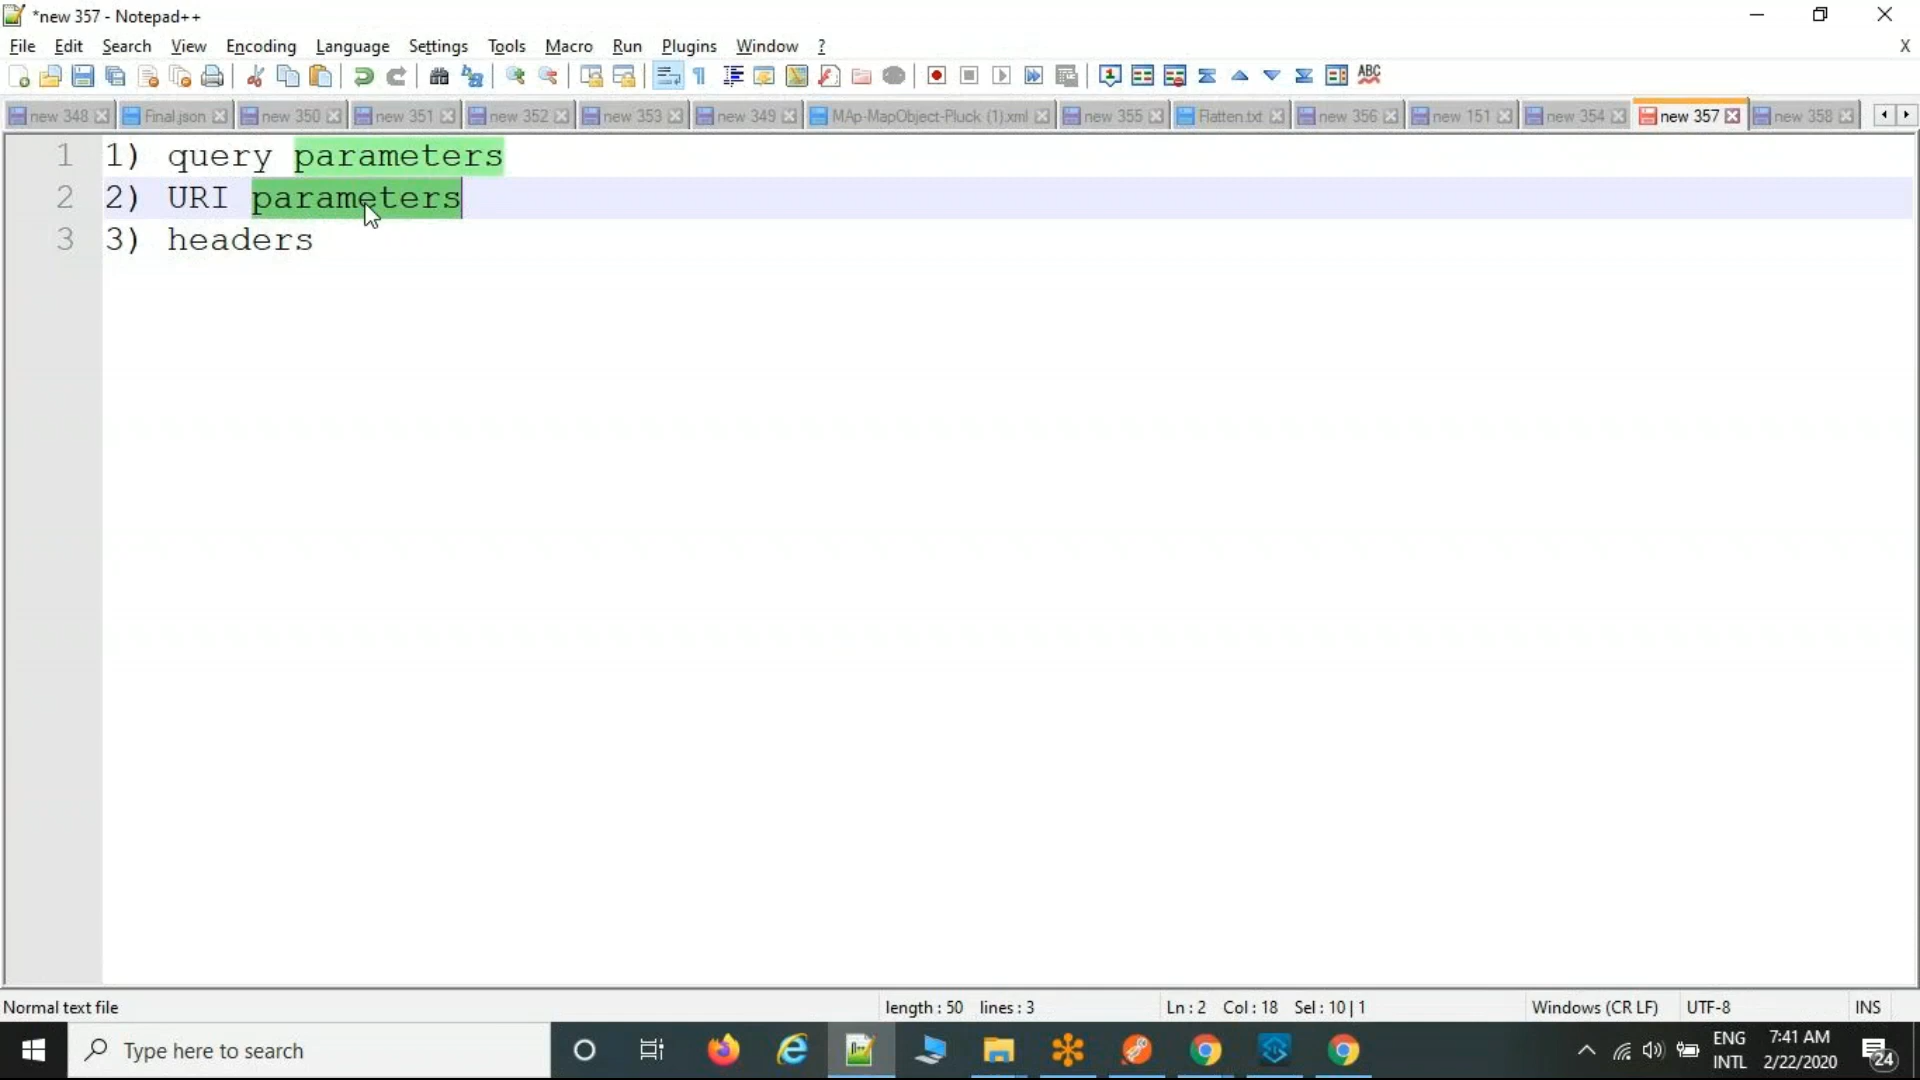 *new 357 - Notepad++
File Edit Search View Encoding Language Settings Tools Macro Run Plugins Window ?
X
ABC
new 348 Final.json new 350 new 351 new 352 new 353 new 349 MAp-MapObject-Pluck (1).xml new 355 Flatten.txt new 356 new 151 new 354 new 357 new 358
1 1) query parameters
2 2) URI parameters
3 3) headers
Normal text file length : 50 lines : 3 Ln : 2 Col : 18 Sel : 10 | 1 Windows (CR LF) UTF-8 INS
Type here to search
ENG 7:41 AM
INTL 2/22/2020 24